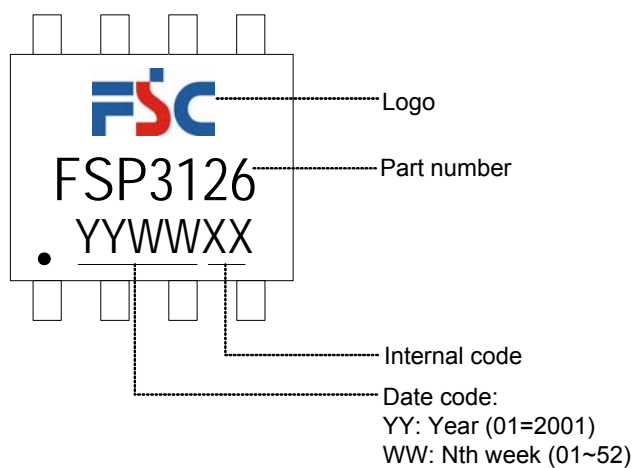 FSC
Logo
FSP3126
Part number
YYWWXX
Internal code
Date code:
YY: Year (01=2001)
WW: Nth week (01~52)